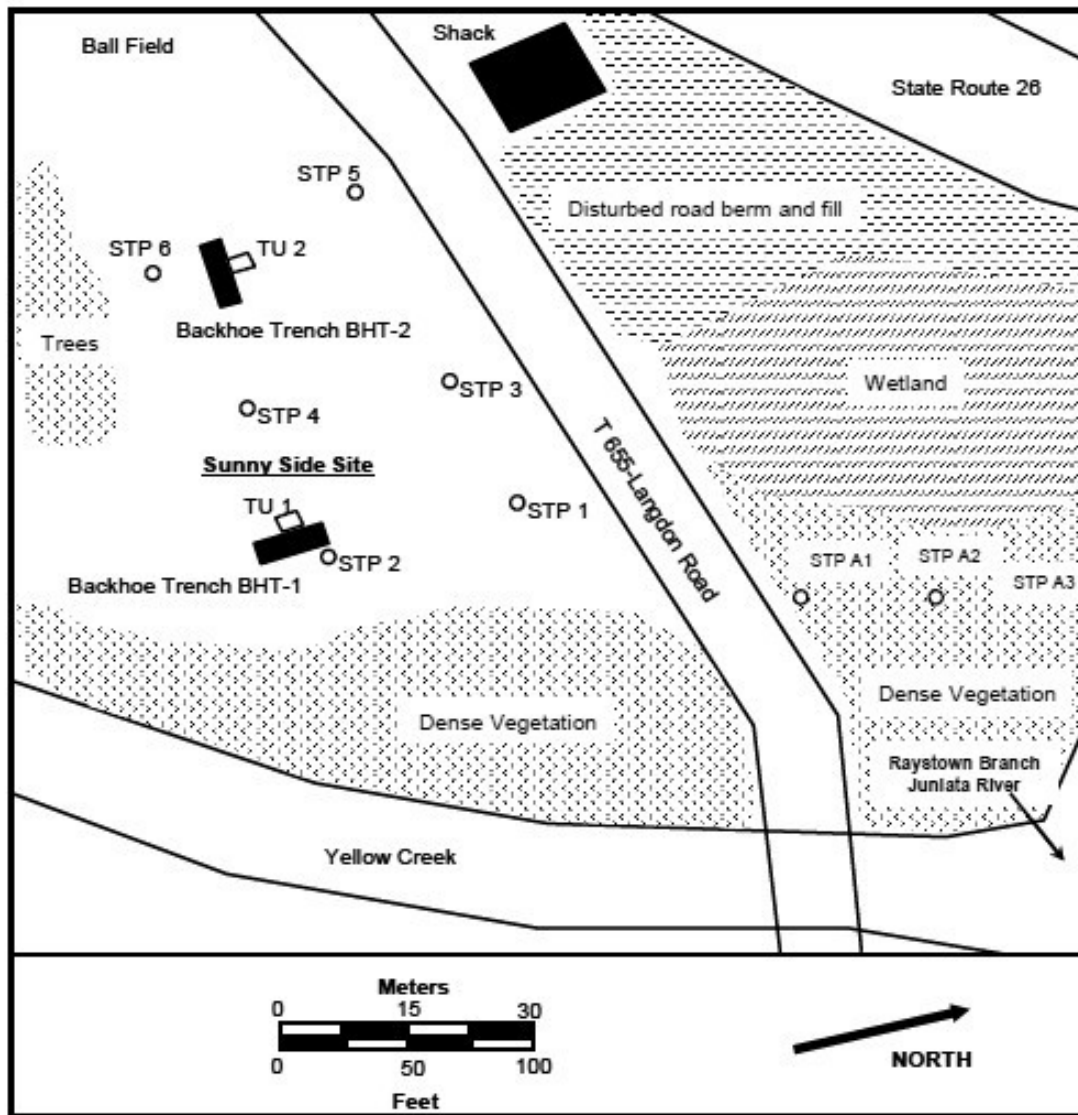 Ball Field
Shack
State Route 26
STP 5
Disturbed road berm and fill
STP 6
TU 2
Backhoe Trench BHT-2
Trees
STP 3
Wetland
STP 4
Sunny Side Site
T 655-Langdon Road
TU 1
STP 1
STP 2
STP A1
STP A2
STP A3
Backhoe Trench BHT-1
Dense Vegetation
Dense Vegetation
Raystown Branch
Juniata River
Yellow Creek
Meters
0 15 30
0 50 100
Feet
NORTH